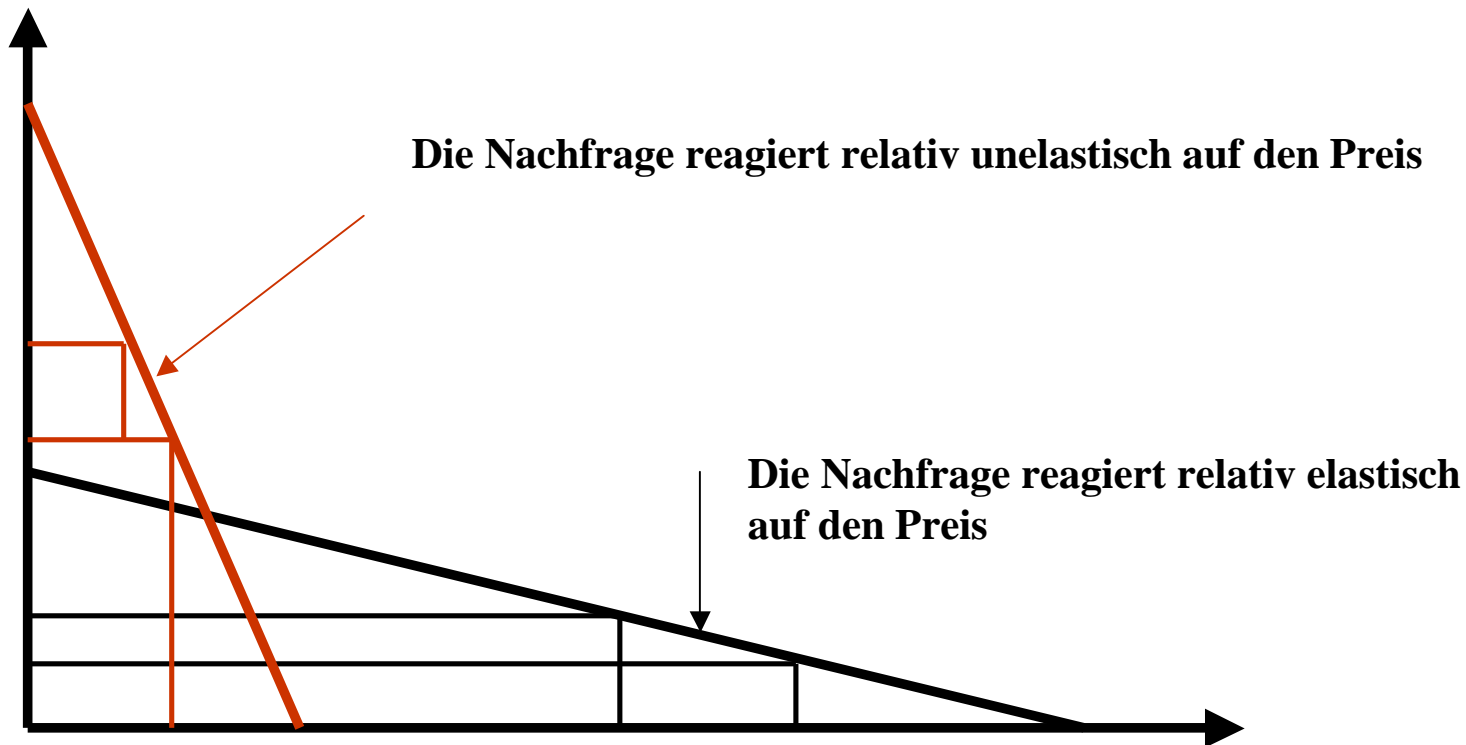 Die Nachfrage reagiert relativ unelastisch auf den Preis
Die Nachfrage reagiert relativ elastisch
auf den Preis